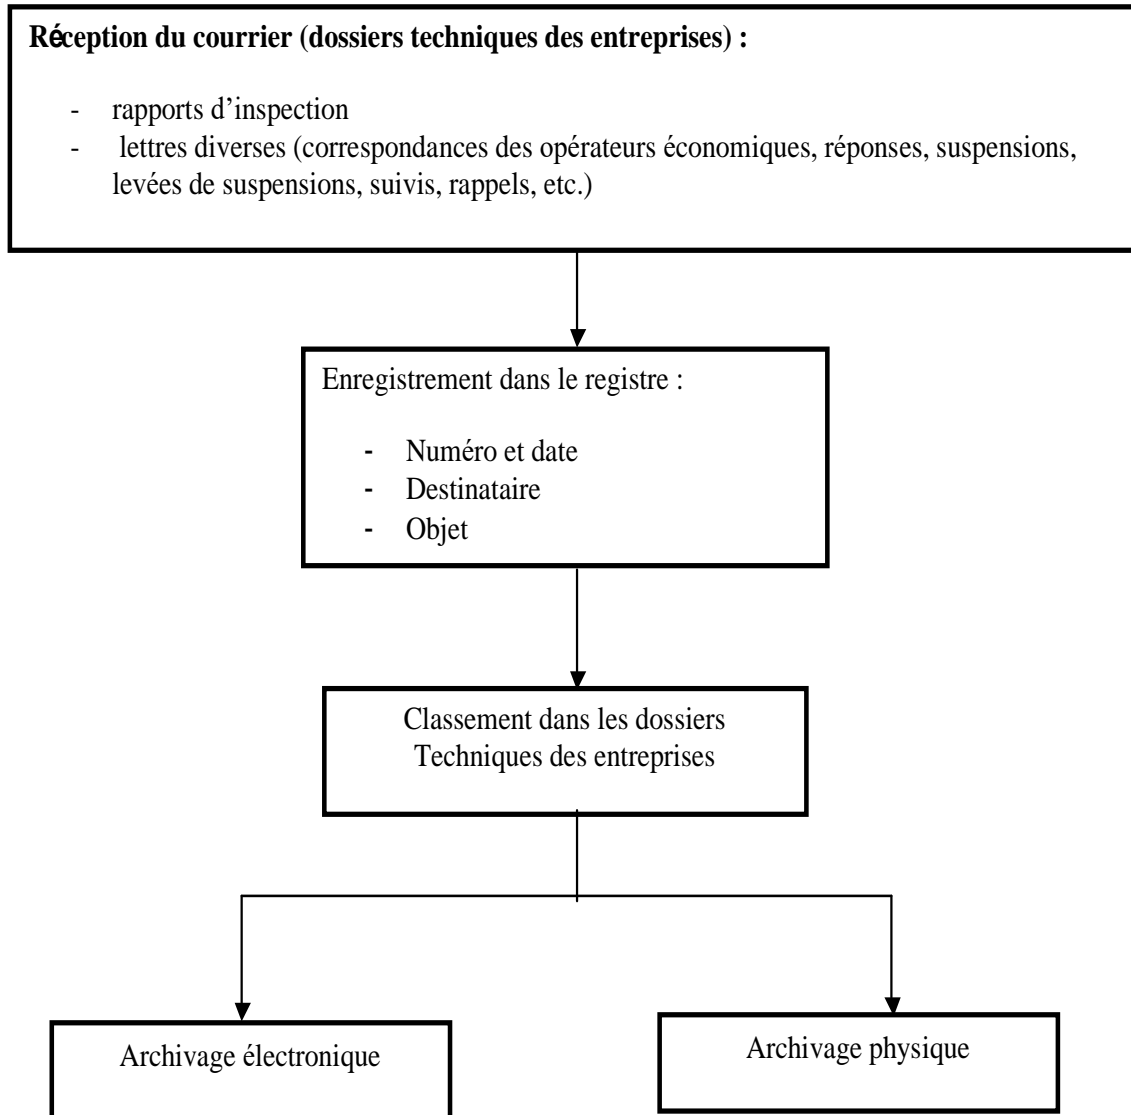 Réception du courrier (dossiers techniques des entreprises) :
- rapports d’inspection
- lettres diverses (correspondances des opérateurs économiques, réponses, suspensions,
levées de suspensions, suivis, rappels, etc.)
Enregistrement dans le registre :
- Numéro et date
- Destinataire
- Objet
Classement dans les dossiers
Techniques des entreprises
Archivage électronique
Archivage physique